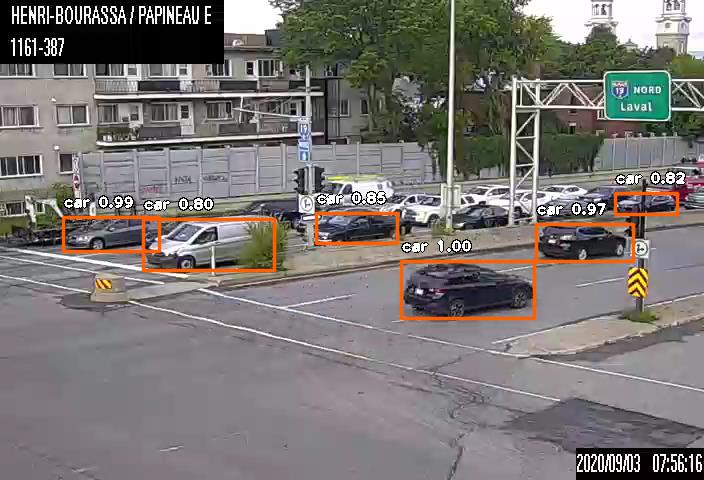 HENRI-BOURASSA / PAPINEAU E
1161-387
19 NORD
Laval
19
car 0.99
car 0.80
car 0.85
car 1.00
car 0.97
car 0.82
2020/09/03 07:56:16